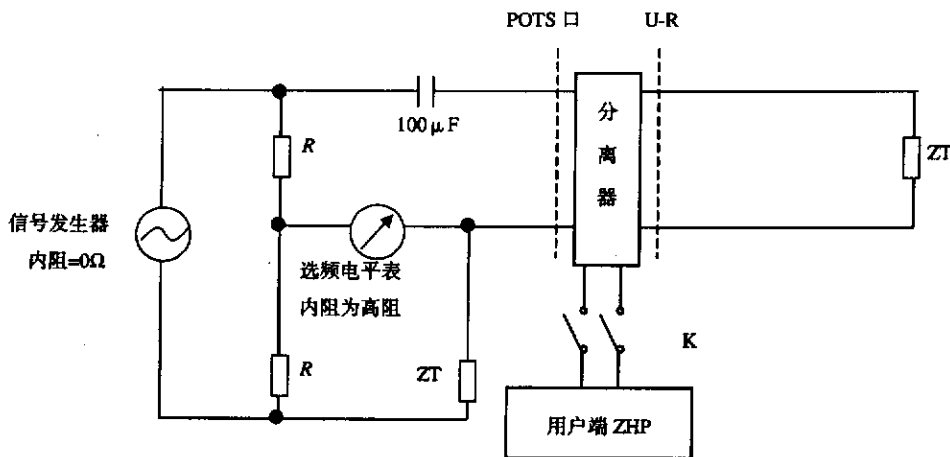 POTS 口
U-R
100μF
R
分
离
器
ZT
信号发生器
内阻=0Ω
选频电平表
内阻为高阻
R
ZT
K
用户端 ZHP